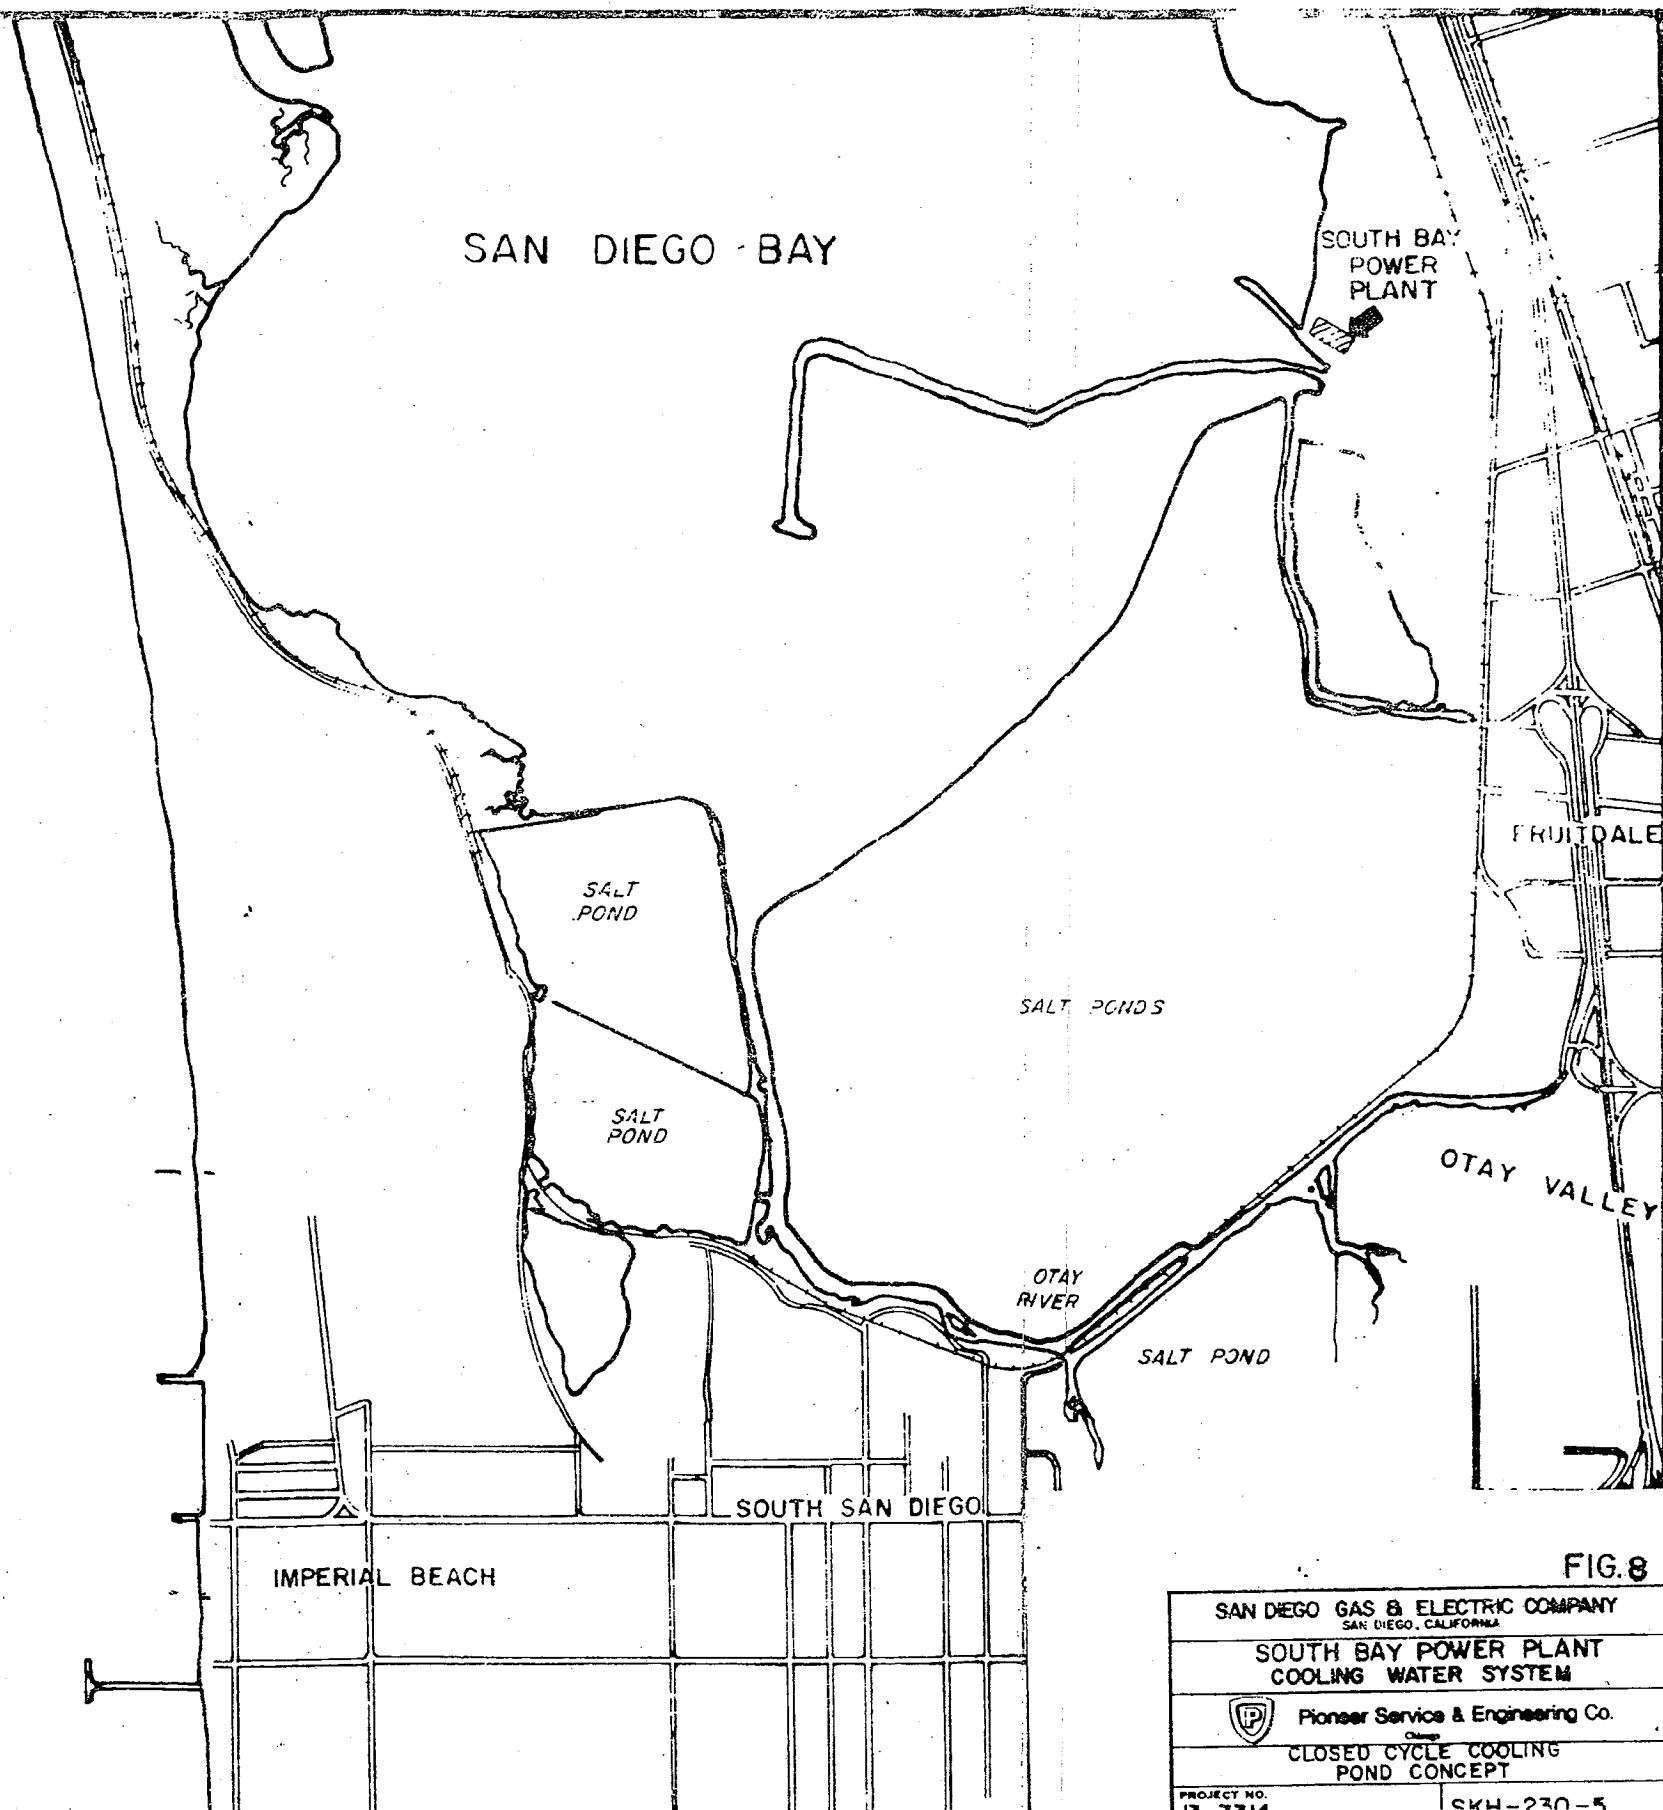 SAN DIEGO BAY
SOUTH BAY
POWER
PLANT
FRUITDALE
SALT
POND
SALT PONDS
SALT
POND
OTAY VALLEY
OTAY
RIVER
SALT POND
SOUTH SAN DIEGO
IMPERIAL BEACH
FIG. 8
SAN DIEGO GAS & ELECTRIC COMPANY
SAN DIEGO, CALIFORNIA
SOUTH BAY POWER PLANT
COOLING WATER SYSTEM
P
Pioneer Service & Engineering Co.
Chicago
CLOSED CYCLE COOLING
POND CONCEPT
PROJECT NO.
SKH-230-5